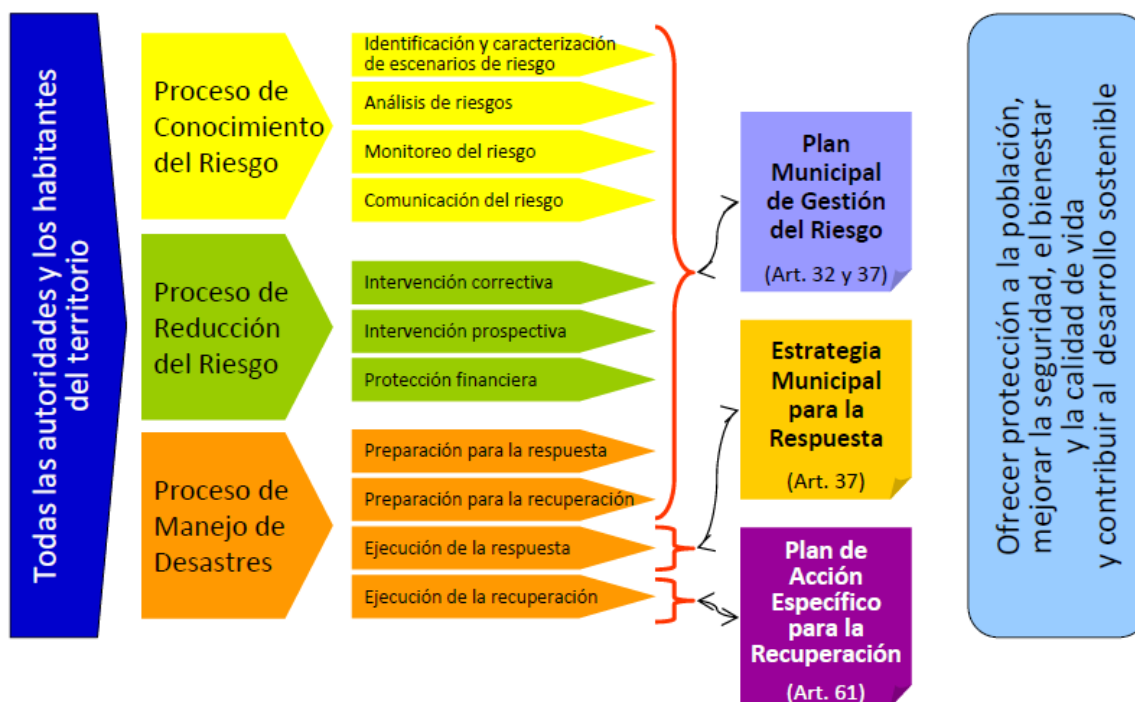 Todas las autoridades y los habitantes
del territorio
Proceso de
Conocimiento
del Riesgo
Identificación y caracterización
de escenarios de riesgo
Análisis de riesgos
Monitoreo del riesgo
Comunicación del riesgo
Proceso de
Reducción
del Riesgo
Intervención correctiva
Intervención prospectiva
Protección financiera
Proceso de
Manejo de
Desastres
Preparación para la respuesta
Preparación para la recuperación
Ejecución de la respuesta
Ejecución de la recuperación
Plan
Municipal
de Gestión
del Riesgo
(Art. 32 y 37)
Estrategia
Municipal
para la
Respuesta
(Art. 37)
Plan de
Acción
Específico
para la
Recuperación
(Art. 61)
Ofrecer protección a la población,
mejorar la seguridad, el bienestar
y la calidad de vida
y contribuir al desarrollo sostenible